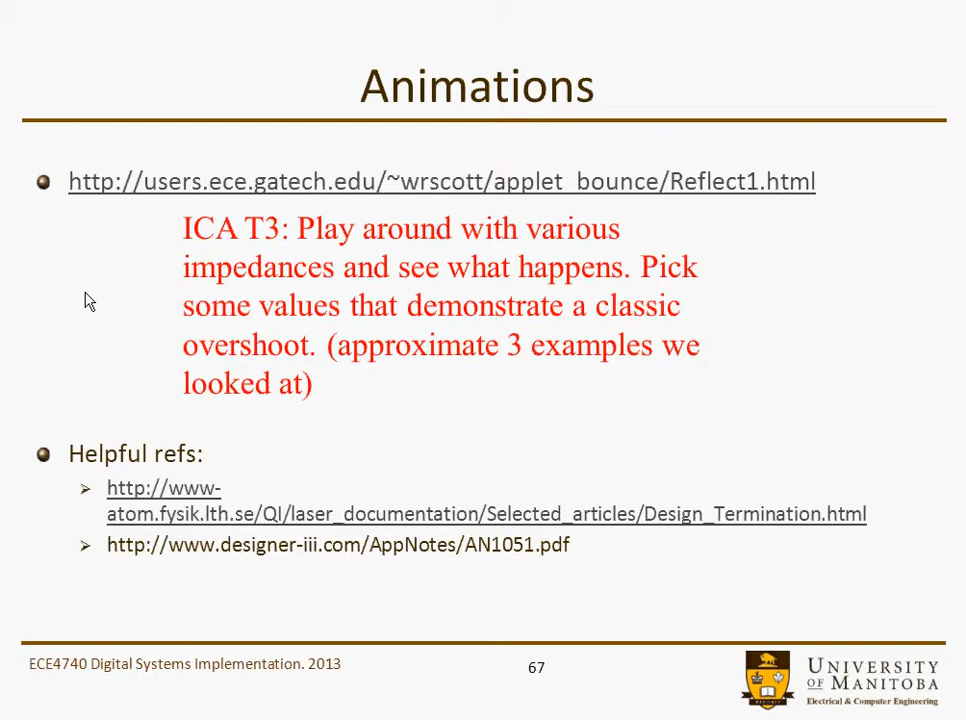 Animations
http://users.ece.gatech.edu/~wrscott/applet_bounce/Reflect1.html
ICA T3: Play around with various
impedances and see what happens. Pick
some values that demonstrate a classic
overshoot. (approximate 3 examples we
looked at)
Helpful refs:
http://www-
atom.fysik.lth.se/QI/laser_documentation/Selected_articles/Design_Termination.html
http://www.designer-iii.com/AppNotes/AN1051.pdf
ECE4740 Digital Systems Implementation. 2013
67
UNIVERSITY
OF MANITOBA
Electrical & Computer Engineering